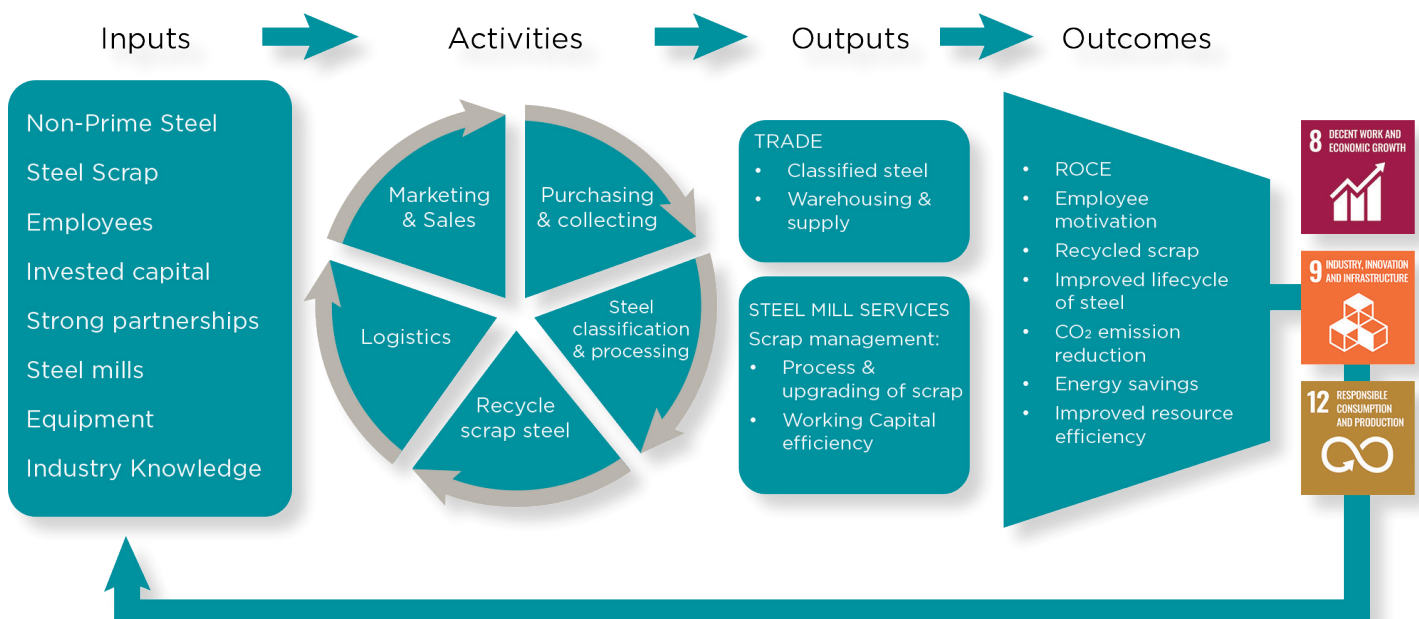 Inputs
Activities
Outputs
Outcomes
Non-Prime Steel
Steel Scrap
Employees
Invested capital
Strong partnerships
Steel mills
Equipment
Industry Knowledge
Marketing
& Sales
Purchasing
& collecting
Steel
classification
& processing
Recycle
scrap steel
Logistics
TRADE
• Classified steel
• Warehousing &
supply
STEEL MILL SERVICES
Scrap management:
• Process &
upgrading of scrap
• Working Capital
efficiency
• ROCE
• Employee
motivation
• Recycled scrap
• Improved lifecycle
of steel
• CO₂ emission
reduction
• Energy savings
• Improved resource
efficiency
8 DECENT WORK AND
ECONOMIC GROWTH
9 INDUSTRY, INNOVATION
AND INFRASTRUCTURE
12 RESPONSIBLE
CONSUMPTION
AND PRODUCTION